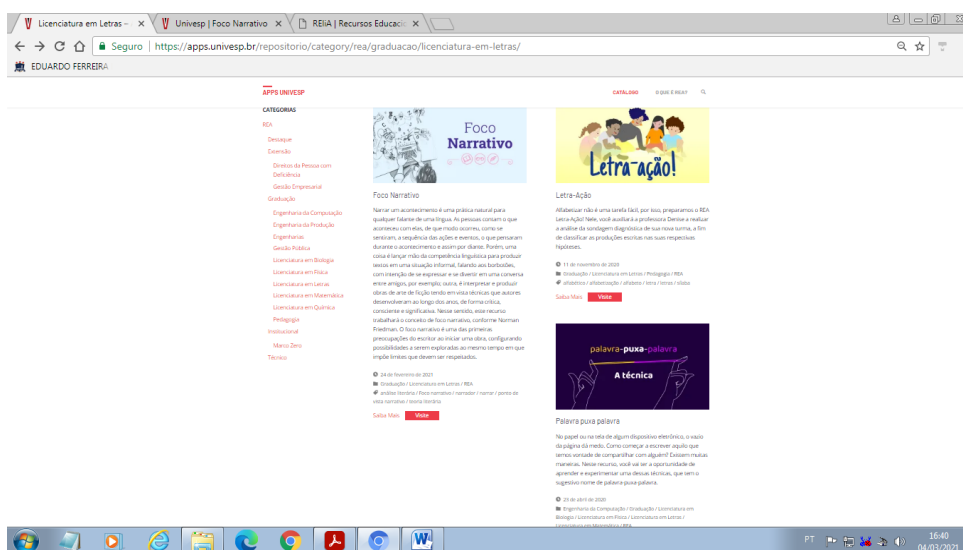 Licenciatura em Letras –
Univesp | Foco Narrativo
REliA | Recursos Educacio
Seguro | https://apps.univesp.br/repositorio/category/rea/graduacao/licenciatura-em-letras/
EDUARDO FERREIRA
APPS UNIVESP
CATÁLOGO
O QUE É REA?
CATEGORIAS
REA
Destaque
Extensão
Direitos da Pessoa com
Deficiência
Gestão Empresarial
Graduação
Engenharia da Computação
Engenharia da Produção
Engenharias
Gestão Pública
Licenciatura em Biologia
Licenciatura em Física
Licenciatura em Letras
Licenciatura em Matemática
Licenciatura em Química
Pedagogia
Institucional
Marco Zero
Técnico
Foco
Narrativo
Foco Narrativo
Narrar um acontecimento é uma prática natural para
qualquer falante de uma língua. As pessoas contam o que
aconteceu com elas, de que modo ocorreu, como se
sentiram, a sequência das ações e eventos, o que pensaram
durante o acontecimento e assim por diante. Porém, uma
coisa é lançar mão da competência linguística para produzir
textos em uma situação informal, falando aos borbotões,
com intenção de se expressar e se divertir em uma conversa
entre amigos, por exemplo; outra, é interpretar e produzir
obras de arte de ficção tendo em vista técnicas que autores
desenvolveram ao longo dos anos, de forma crítica,
consciente e significativa. Nesse sentido, esse recurso
trabalhará o conceito de foco narrativo, conforme Norman
Friedman. O foco narrativo é uma das primeiras
preocupações do escritor ao iniciar uma obra, configurando
possibilidades a serem exploradas ao mesmo tempo em que
impõe limites que devem ser respeitados.
24 de fevereiro de 2021
Graduação / Licenciatura em Letras / REA
análise literária / Foco narrativo / narrador / narrar / ponto de
vista narrativo / teoria literária
Saiba Mais
Visite
Letra-ação!
Letra-Ação
Alfabetizar não é uma tarefa fácil, por isso, preparamos o REA
Letra-Ação! Nele, você auxiliará a professora Denise a realizar
a análise da sondagem diagnóstica de sua nova turma, a fim
de classificar as produções escritas nas suas respectivas
hipóteses.
11 de novembro de 2020
Graduação / Licenciatura em Letras / Pedagogia / REA
alfabética / alfabetização / alfabeto / letra / letras / sílaba
Saiba Mais
Visite
palavra-puxa-palavra
A técnica
Palavra puxa palavra
No papel ou na tela de algum dispositivo eletrônico, o vazio
da página dá medo. Como começar a escrever aquilo que
temos vontade de compartilhar com alguém? Existem muitas
maneiras. Nesse recurso, você vai ter a oportunidade de
aprender e experimentar uma dessas técnicas, que tem o
sugestivo nome de palavra-puxa-palavra.
23 de abril de 2020
Engenharia da Computação / Graduação / Licenciatura em
Biologia / Licenciatura em Física / Licenciatura em Letras /
Licenciatura em Matemática / REA
PT
16:40
04/03/2021